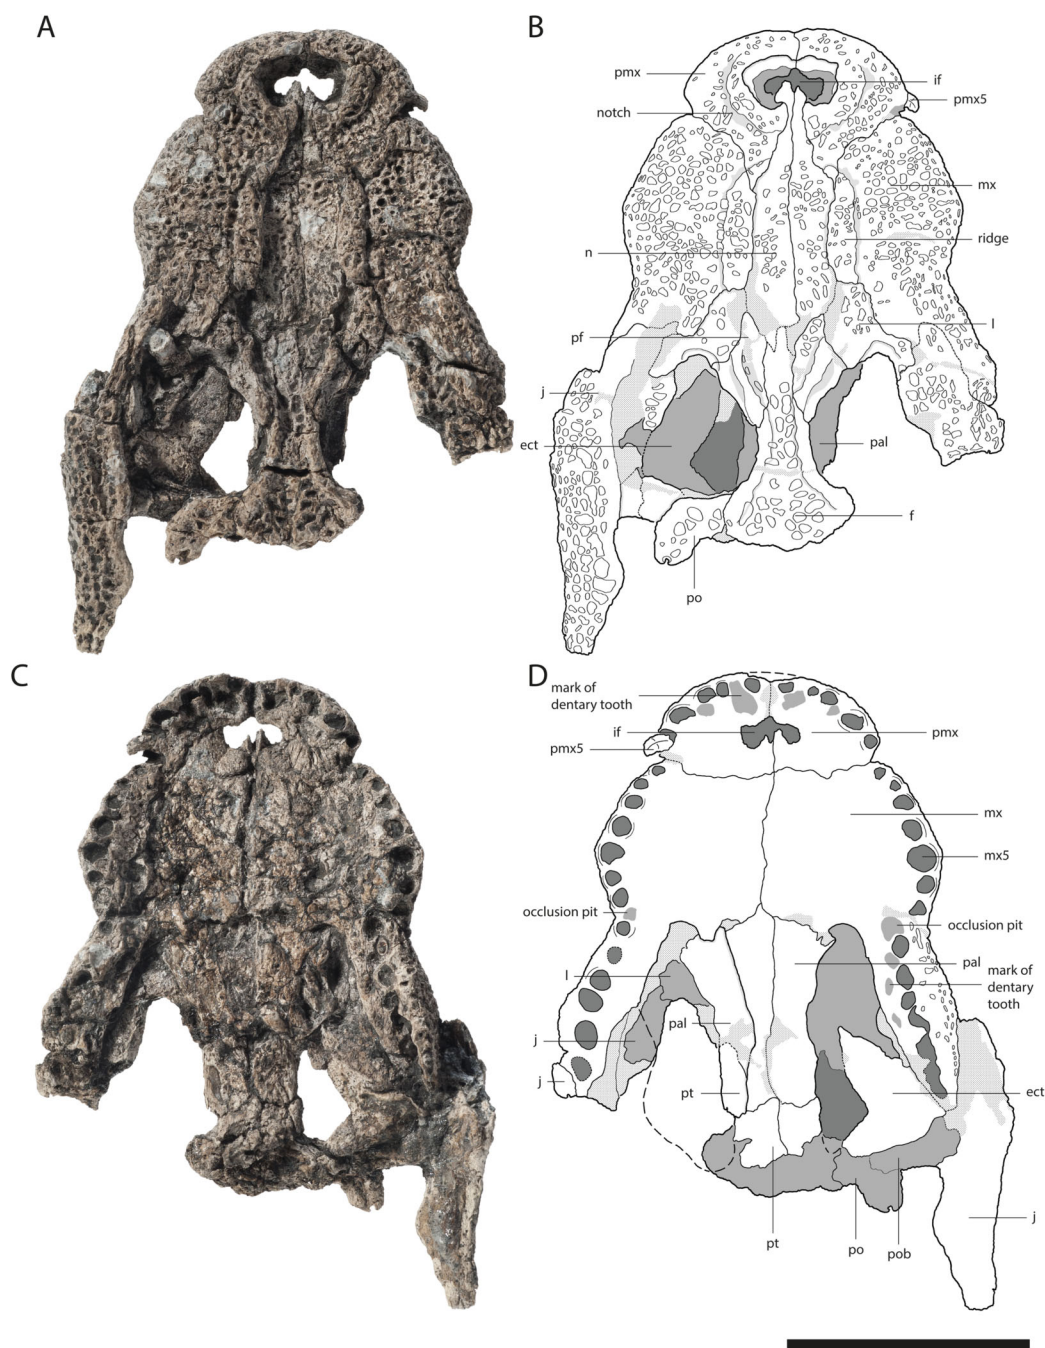 A
B
pmx
if
pmx5
notch
mx
ridge
n
l
pf
j
ect
pal
f
po
C
D
mark of
dentary tooth
if
pmx
pmx5
mx
mx5
occlusion pit
occlusion pit
l
pal
mark of
dentary
tooth
pal
j
j
pt
ect
j
pt
po
pob